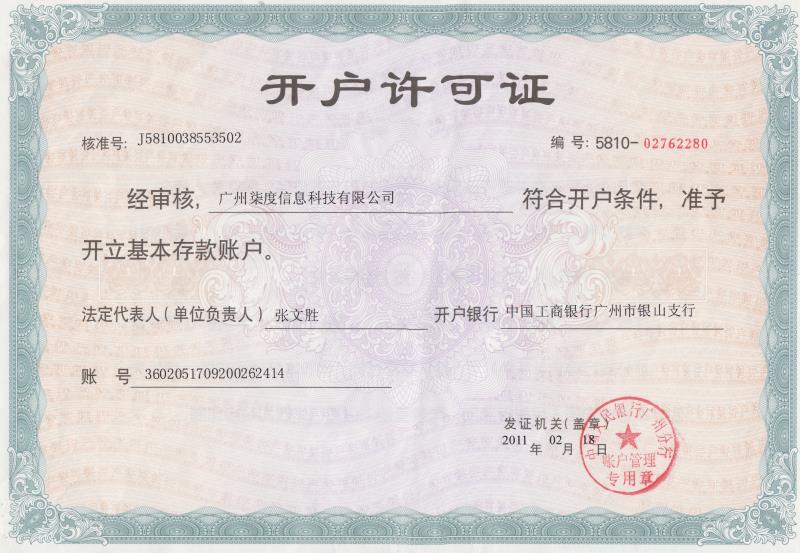 开户许可证
核准号: J5810038553502 编 号: 5810-02762280
经审核, 广州柒度信息科技有限公司 符合开户条件, 准予
开立基本存款账户。
法定代表人(单位负责人) 张文胜 开户银行 中国工商银行广州市银山支行
账 号 3602051709200262414
发证机关(盖章)
2011 年 02 月 18 日
中国人民银行广州分行
账户管理
专用章